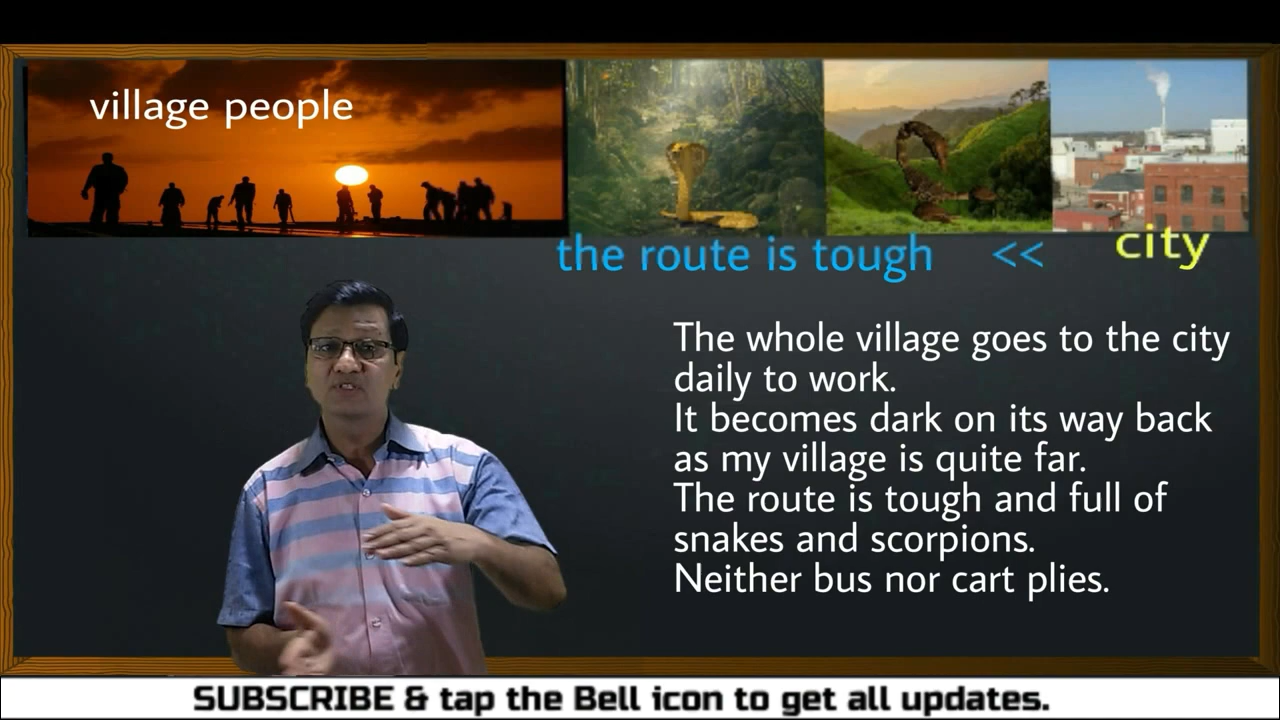 village people
the route is tough << city
The whole village goes to the city
daily to work.
It becomes dark on its way back
as my village is quite far.
The route is tough and full of
snakes and scorpions.
Neither bus nor cart plies.
SUBSCRIBE & tap the Bell icon to get all updates.